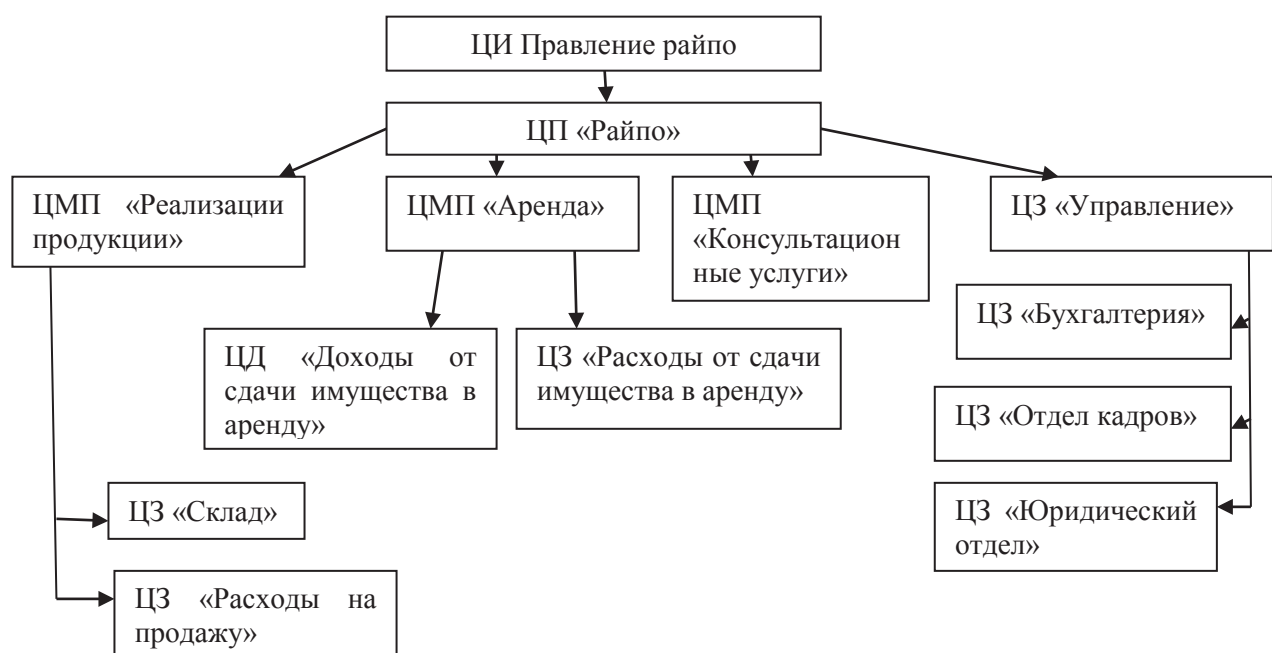 ЦИ Правление райпо
ЦП «Райпо»
ЦМП «Реализации
продукции»
ЦМП «Аренда»
ЦМП
«Консультацион
ные услуги»
ЦЗ «Управление»
ЦД «Доходы от
сдачи имущества в
аренду»
ЦЗ «Расходы от сдачи
имущества в аренду»
ЦЗ «Бухгалтерия»
ЦЗ «Отдел кадров»
ЦЗ «Юридический
отдел»
ЦЗ «Склад»
ЦЗ «Расходы на
продажу»